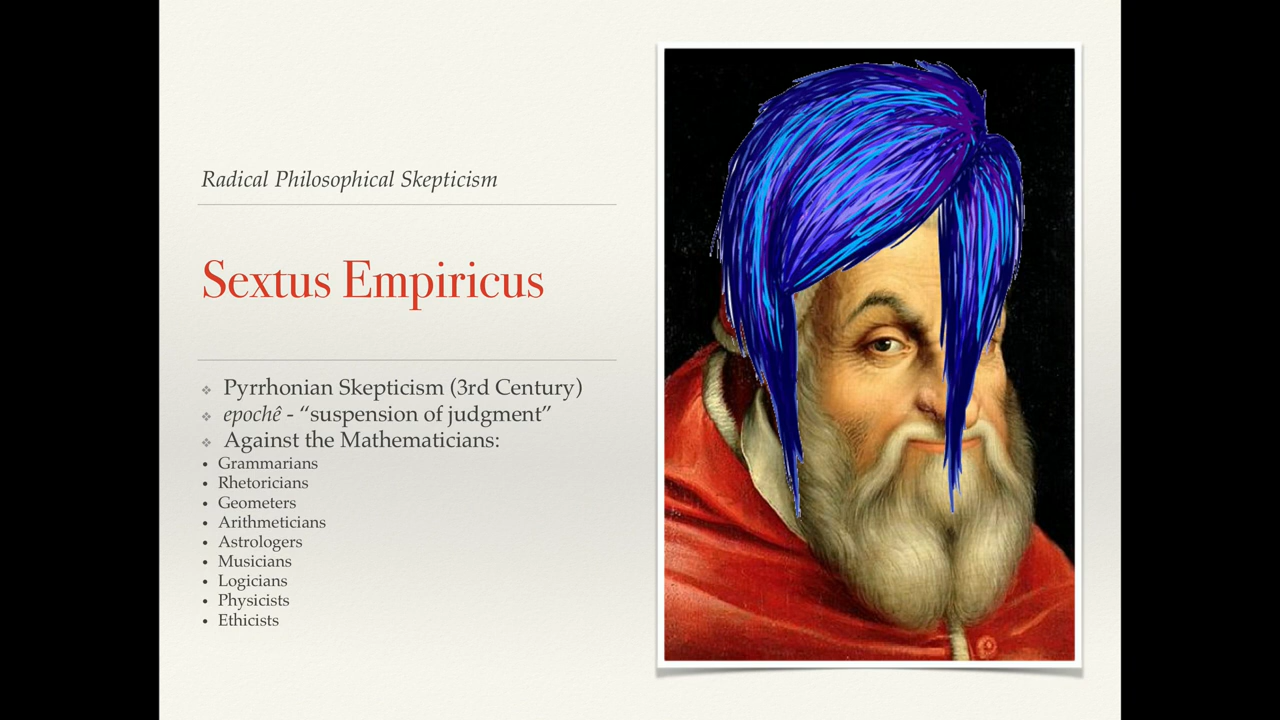 Radical Philosophical Skepticism
Sextus Empiricus
❖ Pyrrhonian Skepticism (3rd Century)
❖ epochê - “suspension of judgment”
❖ Against the Mathematicians:
• Grammarians
• Rhetoricians
• Geometers
• Arithmeticians
• Astrologers
• Musicians
• Logicians
• Physicists
• Ethicists